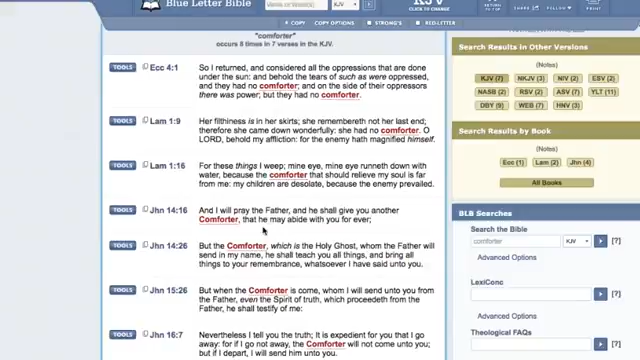 Blue Letter Bible
KJV
KJV
CLICK TO CHANGE
RETURN
TOP
SHARE
FOLLOW
PRINT
COPY
COPY OPTIONS
STRONG'S
RED-LETTER
"comforter"
occurs 8 times in 7 verses in the KJV.
TOOLS Ecc 4:1 So I returned, and considered all the oppressions that are done
under the sun: and behold the tears of such as were oppressed,
and they had no comforter; and on the side of their oppressors
there was power; but they had no comforter.
TOOLS Lam 1:9 Her filthiness is in her skirts; she remembereth not her last end;
therefore she came down wonderfully: she had no comforter. O
LORD, behold my affliction: for the enemy hath magnified himself.
TOOLS Lam 1:16 For these things I weep; mine eye, mine eye runneth down with
water, because the comforter that should relieve my soul is far
from me: my children are desolate, because the enemy prevailed.
TOOLS Jhn 14:16 And I will pray the Father, and he shall give you another
Comforter, that he may abide with you for ever;
TOOLS Jhn 14:26 But the Comforter, which is the Holy Ghost, whom the Father will
send in my name, he shall teach you all things, and bring all
things to your remembrance, whatsoever I have said unto you.
TOOLS Jhn 15:26 But when the Comforter is come, whom I will send unto you from
the Father, even the Spirit of truth, which proceedeth from the
Father, he shall testify of me:
TOOLS Jhn 16:7 Nevertheless I tell you the truth; It is expedient for you that I go
away: for if I go not away, the Comforter will not come unto you;
but if I depart, I will send him unto you.
Search Results in Other Versions
(Notes)
KJV (7) NKJV (3) NIV (2) ESV (2)
NASB (2) RSV (2) ASV (7) YLT (11)
DBY (9) WEB (7) HNV (3)
Search Results by Book
(Notes)
Ecc (1) Lam (2) Jhn (4)
All Books
BLB Searches
Search the Bible
comforter KJV [?]
Advanced Options
LexiConc
[?]
Advanced Options
Theological FAQs
[?]